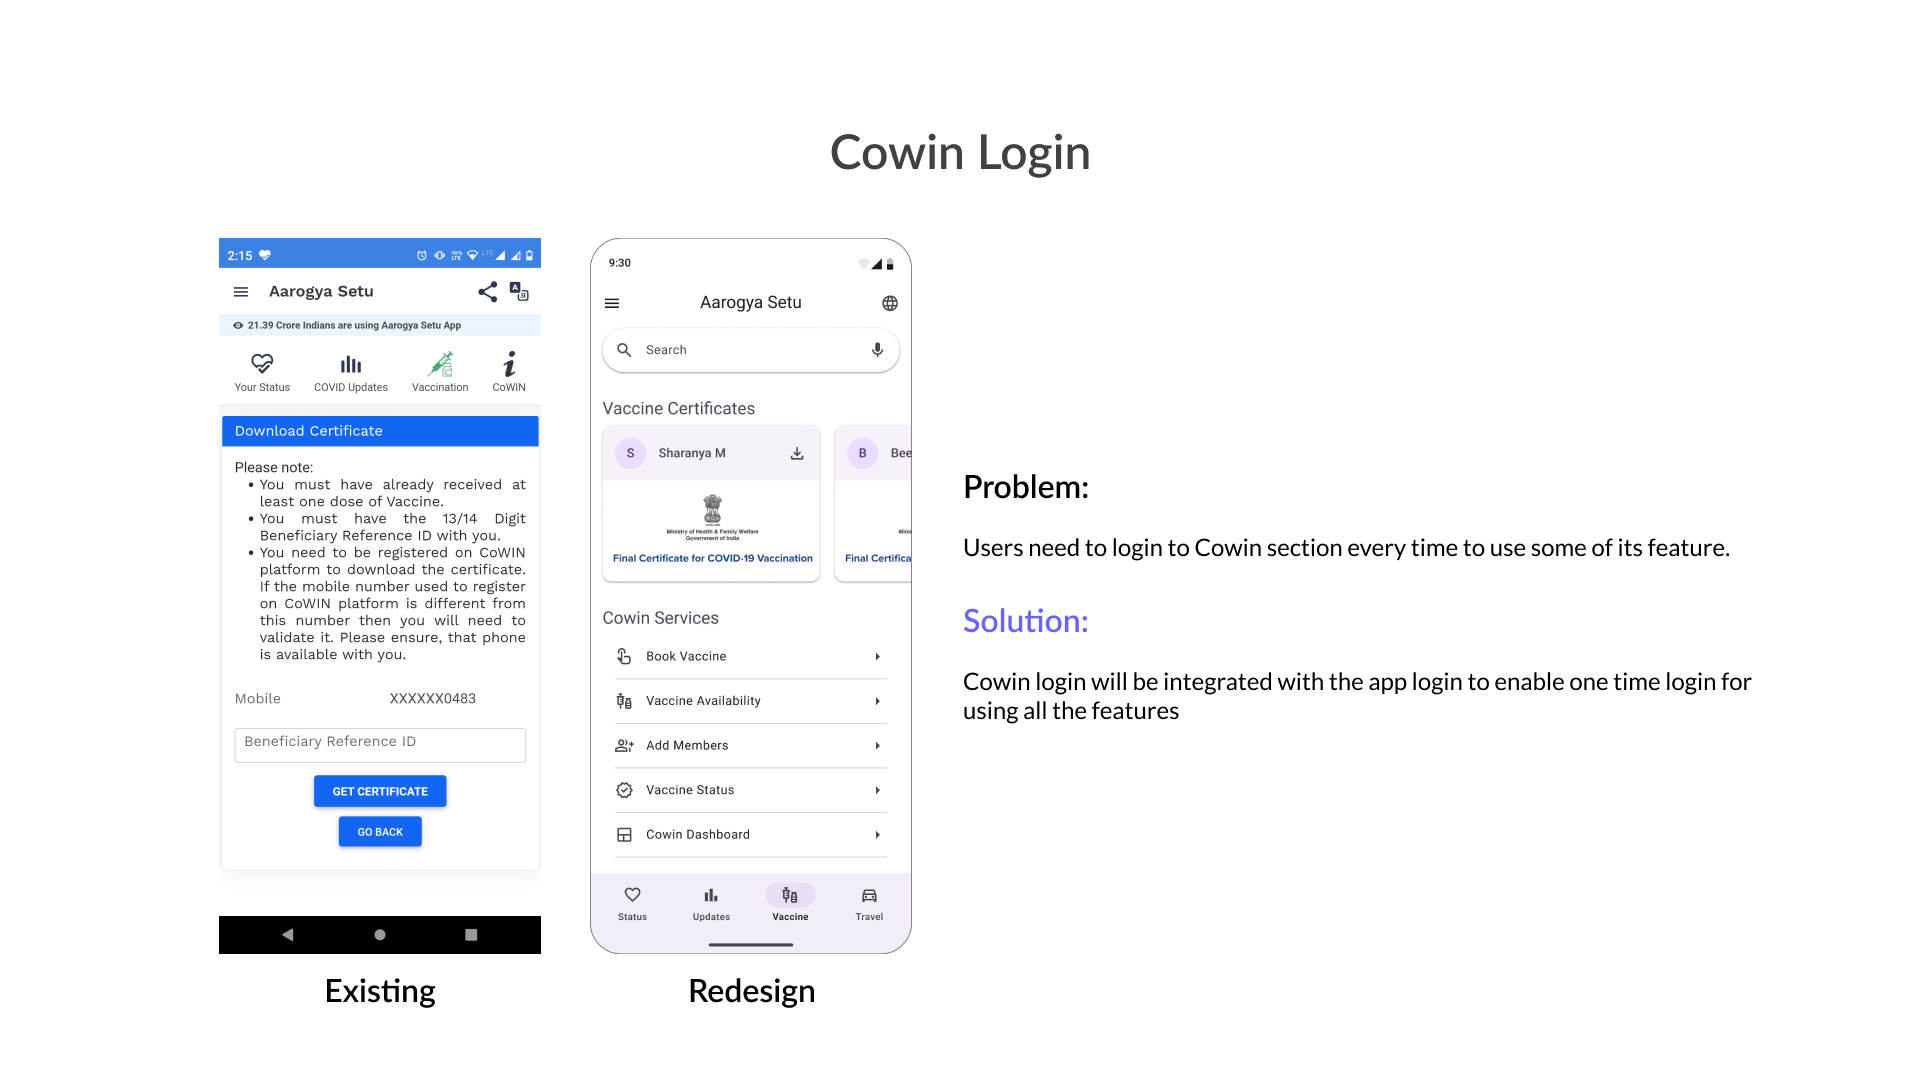 Cowin Login
2:15
LTE
Aarogya Setu
21.39 Crore Indians are using Aarogya Setu App
Your Status
COVID Updates
Vaccination
CoWIN
Download Certificate
Please note:
• You must have already received at
least one dose of Vaccine.
• You must have the 13/14 Digit
Beneficiary Reference ID with you.
• You need to be registered on CoWIN
platform to download the certificate.
If the mobile number used to register
on CoWIN platform is different from
this number then you will need to
validate it. Please ensure, that phone
is available with you.
Mobile XXXXXX0483
Beneficiary Reference ID
GET CERTIFICATE
GO BACK
Existing
9:30
Aarogya Setu
Search
Vaccine Certificates
S Sharanya M
Ministry of Health & Family Welfare
Government of India
Final Certificate for COVID-19 Vaccination
B Bee
Minis
Final Certifica
Cowin Services
Book Vaccine
Vaccine Availability
Add Members
Vaccine Status
Cowin Dashboard
Status
Updates
Vaccine
Travel
Redesign
Problem:
Users need to login to Cowin section every time to use some of its feature.
Solution:
Cowin login will be integrated with the app login to enable one time login for
using all the features